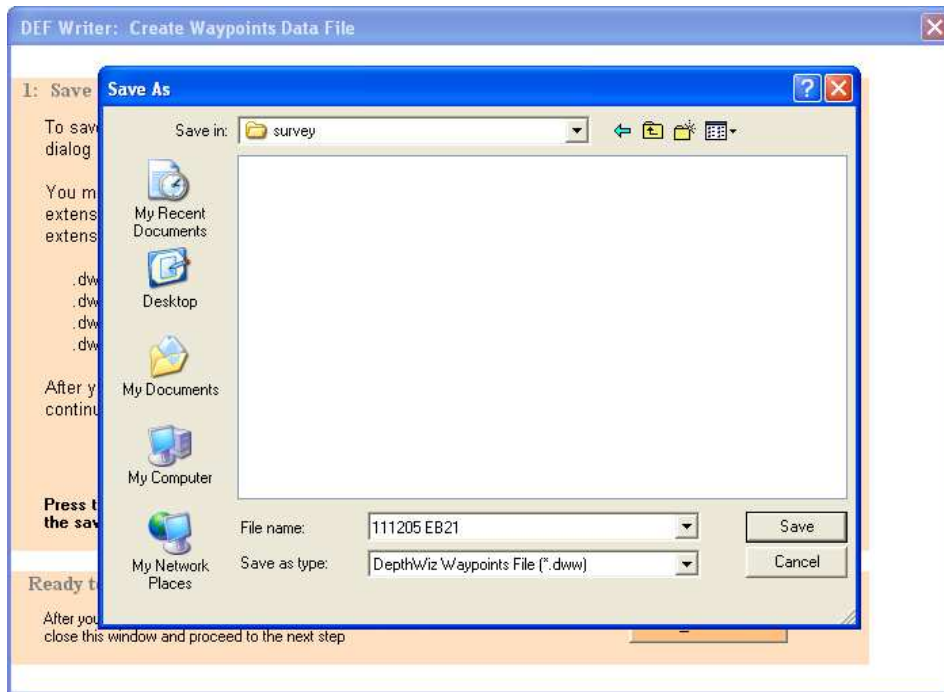 DEF Writer: Create Waypoints Data File
1: Save
Save As
To save
dialog
Save in:
survey
You m
extens
extens
.dw
.dw
.dw
.dw
After y
continu
Press t
the sav
My Recent
Documents
Desktop
My Documents
My Computer
My Network
Places
File name:
111205 EB21
Save
Save as type:
DepthWiz Waypoints File (*.dww)
Cancel
Ready to
After you
close this window and proceed to the next step